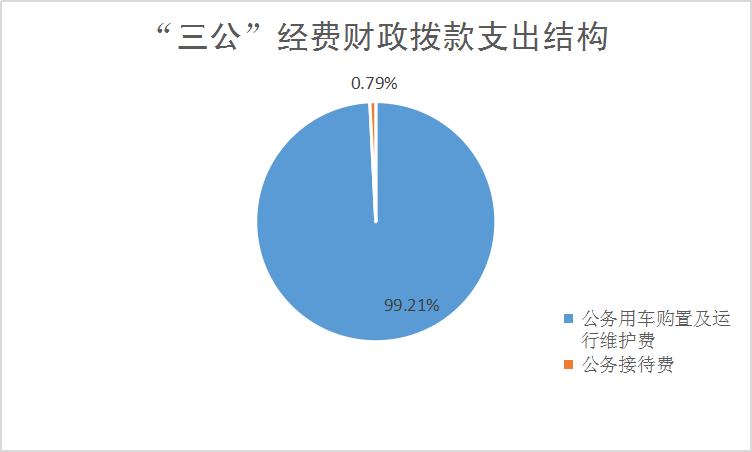 “三公”经费财政拨款支出结构
0.79%
99.21%
公务用车购置及运
行维护费
公务接待费